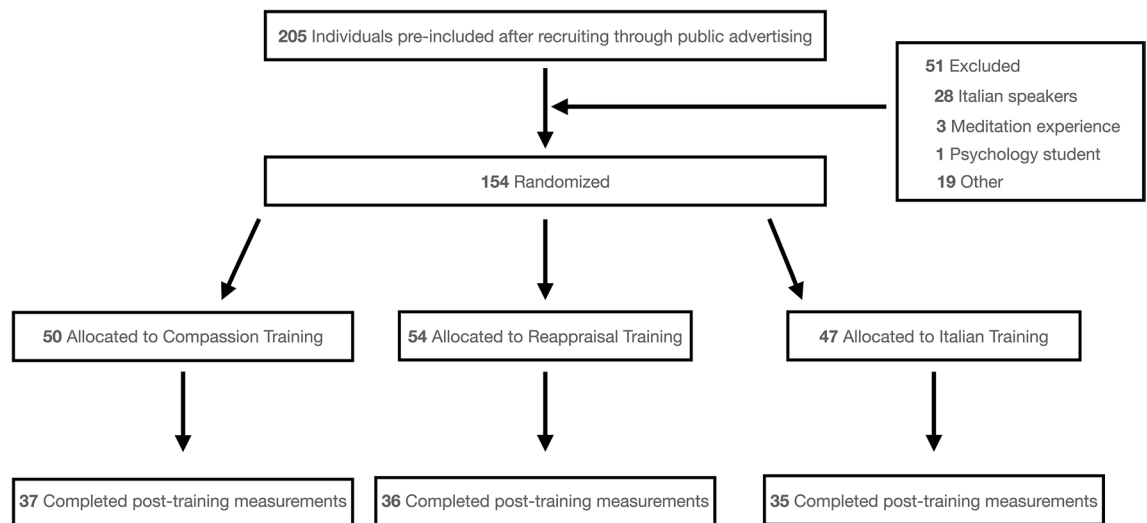 205 Individuals pre-included after recruiting through public advertising
51 Excluded
28 Italian speakers
3 Meditation experience
1 Psychology student
19 Other
154 Randomized
50 Allocated to Compassion Training
54 Allocated to Reappraisal Training
47 Allocated to Italian Training
37 Completed post-training measurements
36 Completed post-training measurements
35 Completed post-training measurements